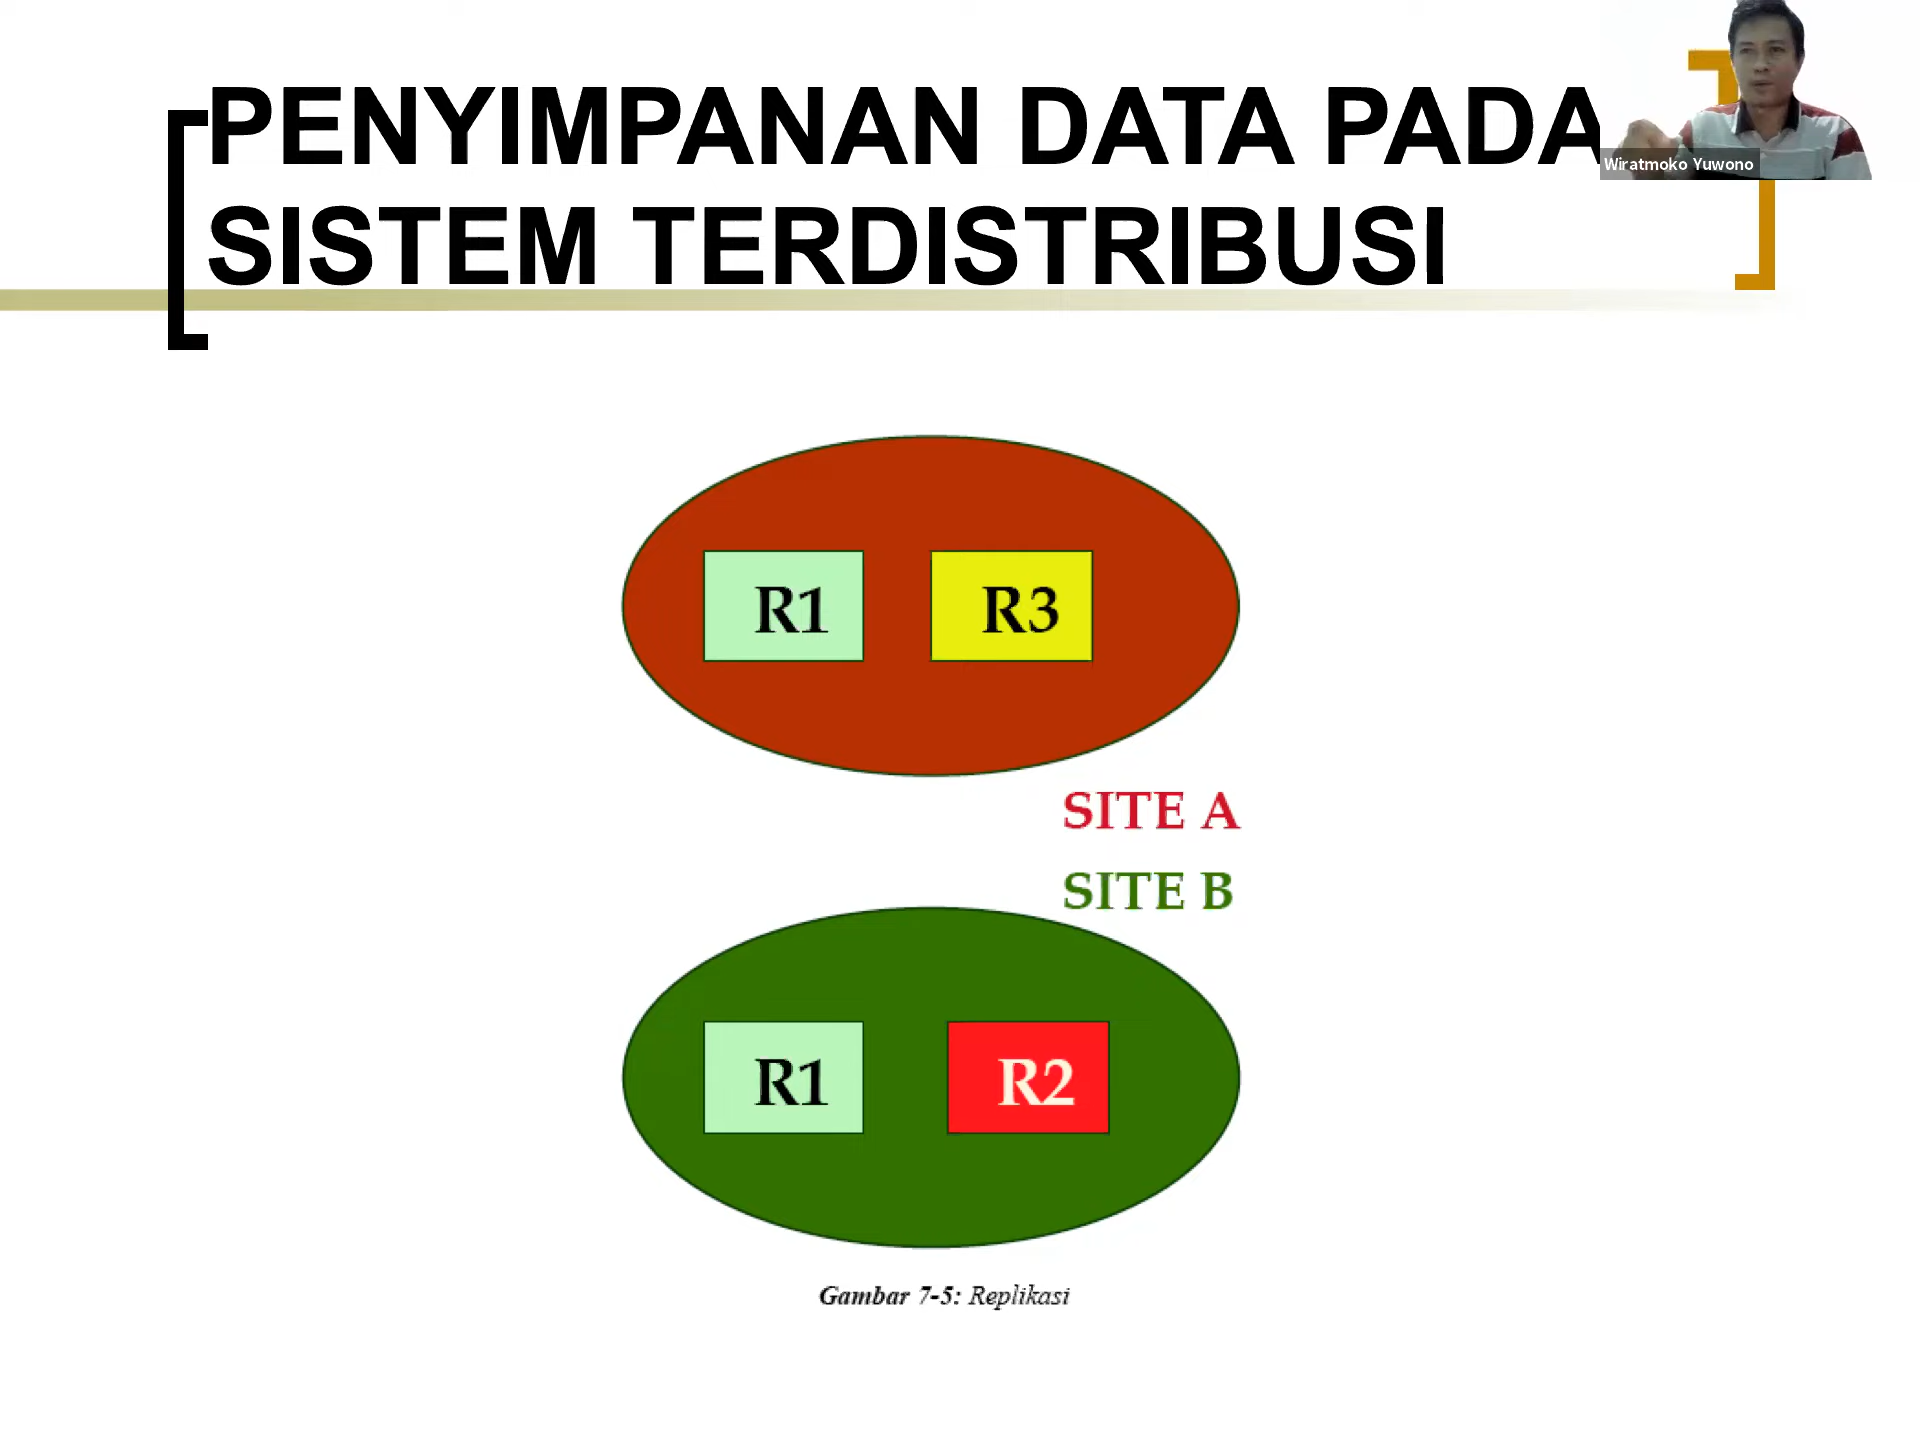 PENYIMPANAN DATA PADA
SISTEM TERDISTRIBUSI
Wiratmoko Yuwono
R1 R3
SITE A
SITE B
R1 R2
Gambar 7-5: Replikasi